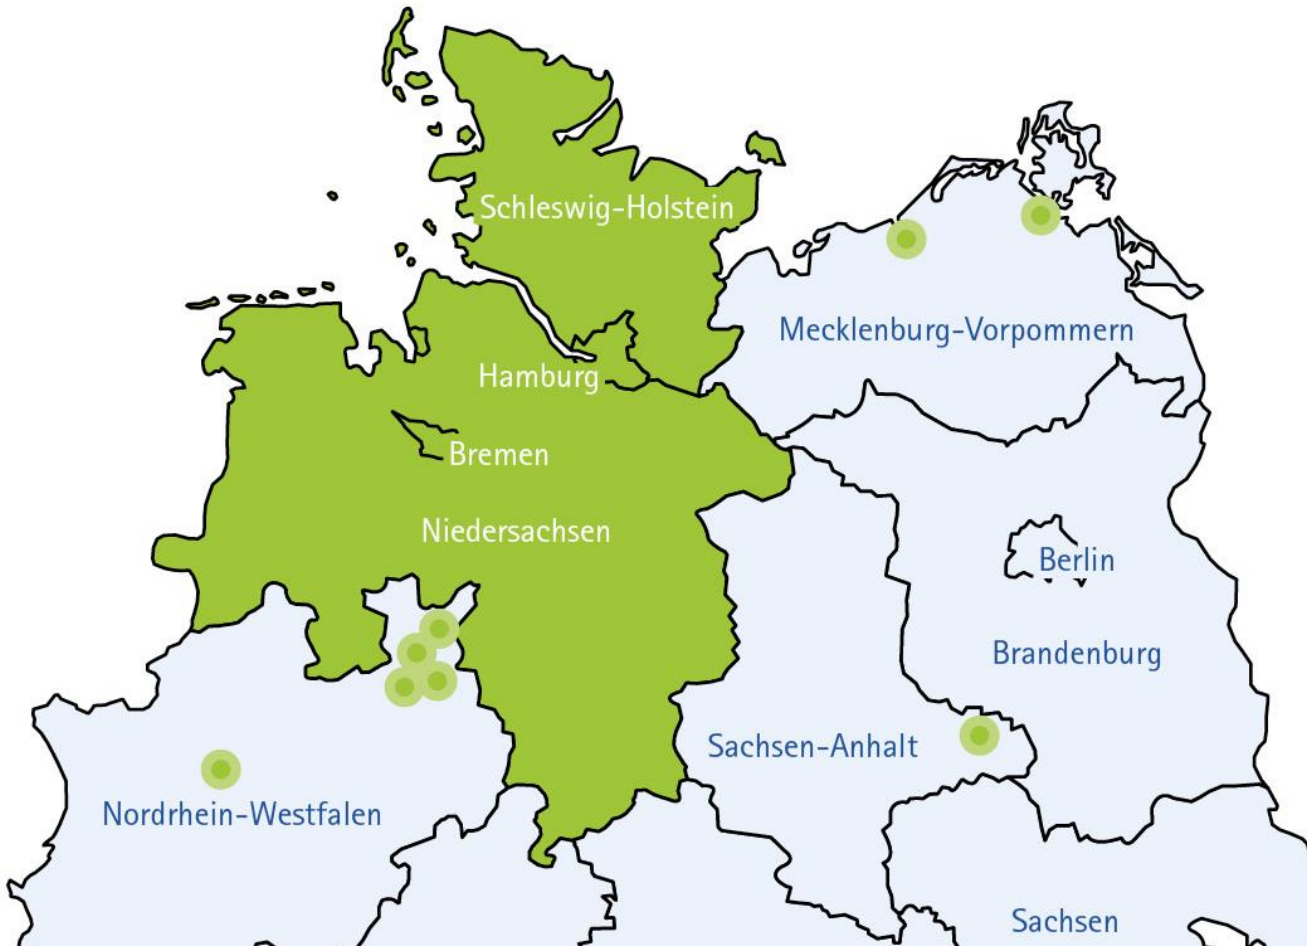 Schleswig-Holstein
Mecklenburg-Vorpommern
Hamburg
Bremen
Niedersachsen
Berlin
Brandenburg
Sachsen-Anhalt
Nordrhein-Westfalen
Sachsen